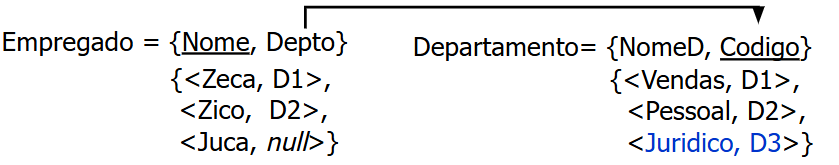 Empregado = {Nome, Depto} Departamento= {NomeD, Codigo}
{<Zeca, D1>, {<Vendas, D1>,
<Zico, D2>, <Pessoal, D2>,
<Juca, null>} <Juridico, D3>}